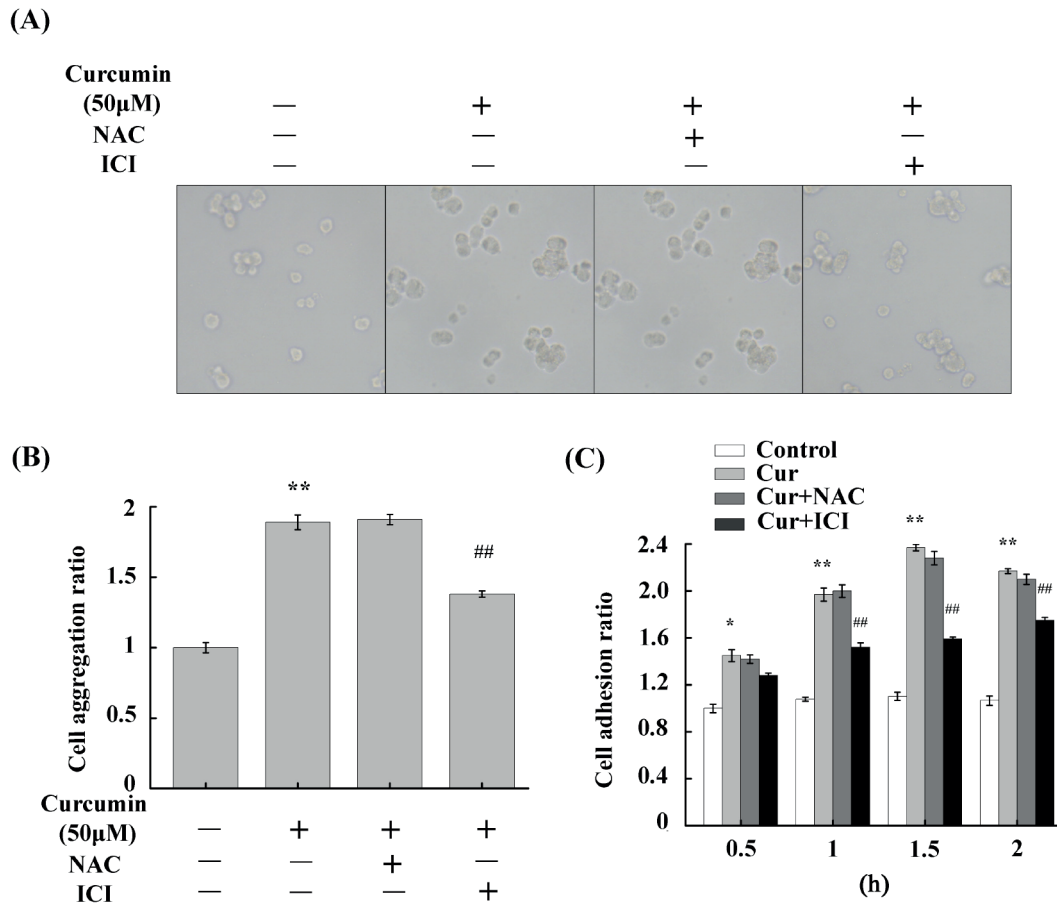 (A)
Curcumin
(50μM) — + + +
NAC — — + —
ICI — — — +
(B)
Cell aggregation ratio
2
1.5
1
0.5
0
**
##
Curcumin
(50μM) — + + +
NAC — — + —
ICI — — — +
(C)
Control
Cur
Cur+NAC
Cur+ICI
Cell adhesion ratio
2.4
2.0
1.6
1.2
0.8
0.4
0
*
**
##
**
##
**
##
0.5 1 1.5 2
(h)